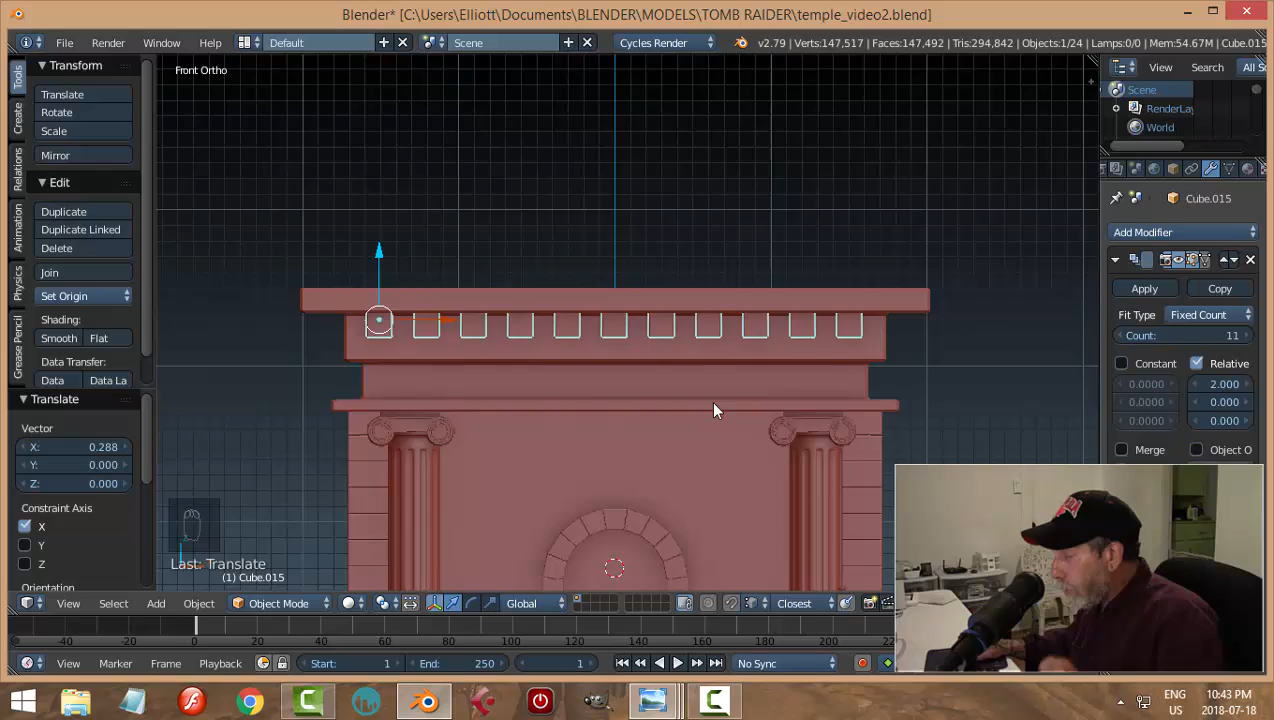 Blender* [C:\Users\Elliott\Documents\BLENDER\MODELS\TOMB RAIDER\temple_video2.blend]
File Render Window Help Default Scene Cycles Render v2.79 | Verts:147,517 | Faces:147,492 | Tris:294,842 | Objects:1/24 | Lamps:0/0 | Mem:54.67M | Cube.015
Tools
Create
Relations
Animation
Physics
Grease Pencil
Transform
Translate
Rotate
Scale
Mirror
Edit
Duplicate
Duplicate Linked
Delete
Join
Set Origin
Shading:
Smooth Flat
Data Transfer:
Data Data La
Translate
Vector
X: 0.288
Y: 0.000
Z: 0.000
Constraint Axis
X
Y
Z
Orientation
Front Ortho
Last: Translate
(1) Cube.015
View Search All S
Scene
RenderLay
World
Cube.015
Add Modifier
Apply Copy
Fit Type Fixed Count
Count: 11
Constant Relative
0.0000 2.000
0.0000 0.000
0.0000 0.000
Merge Object O
View Select Add Object Object Mode Global Closest
-40 -20 0 20 40 60 80 100 120 140 160 180 200 22
View Marker Frame Playback Start: 1 End: 250 1 No Sync
ENG 10:43 PM
US 2018-07-18